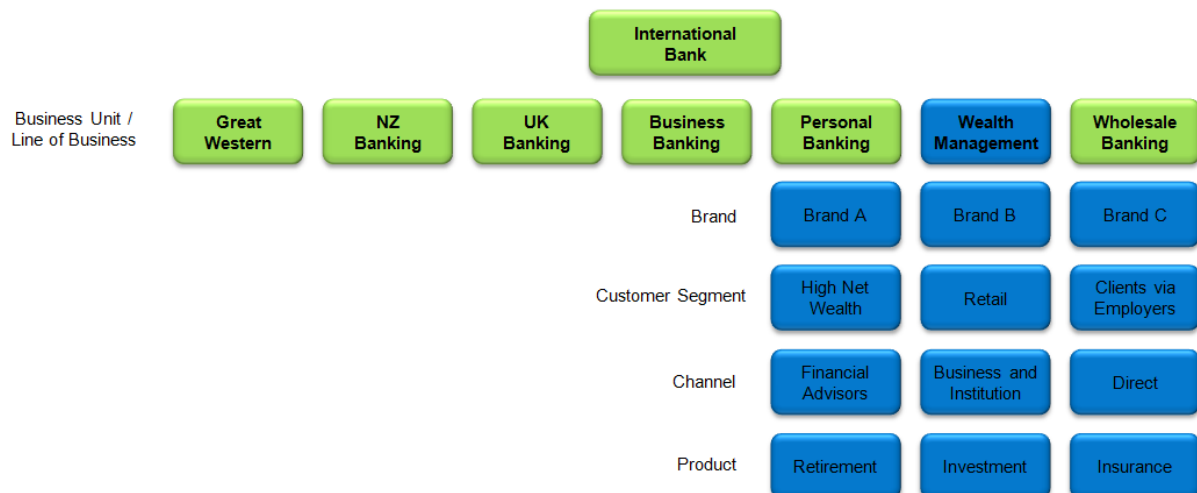 International
Bank
Business Unit /
Line of Business
Great
Western
NZ
Banking
UK
Banking
Business
Banking
Personal
Banking
Wealth
Management
Wholesale
Banking
Brand
Brand A
Brand B
Brand C
Customer Segment
High Net
Wealth
Retail
Clients via
Employers
Channel
Financial
Advisors
Business and
Institution
Direct
Product
Retirement
Investment
Insurance